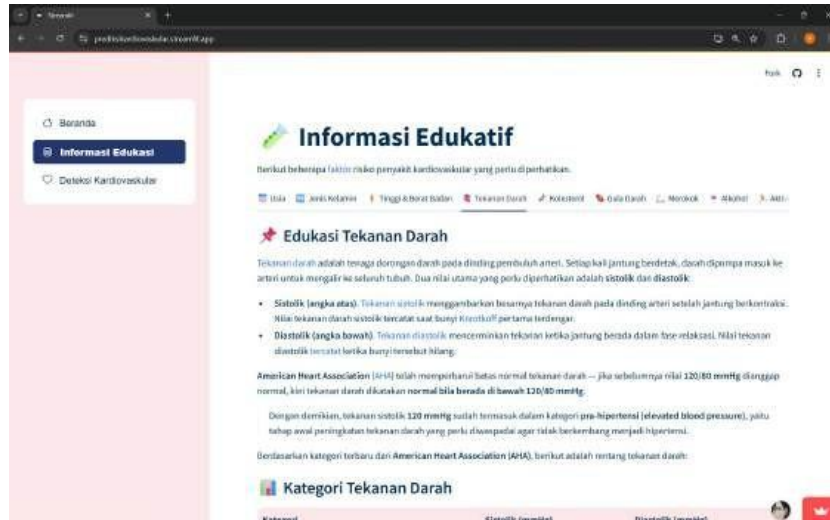 Streamlit
prediksikardiovaskular.streamlit.app
Fork
Beranda
Informasi Edukasi
Deteksi Kardiovaskular
Informasi Edukatif
Berikut beberapa faktor risiko penyakit kardiovaskular yang perlu diperhatikan.
Usia Jenis Kelamin Tinggi & Berat Badan Tekanan Darah Kolesterol Gula Darah Merokok Alkohol Akti
Edukasi Tekanan Darah
Tekanan darah adalah tenaga dorongan darah pada dinding pembuluh arteri. Setiap kali jantung berdetak, darah dipompa masuk ke
arteri untuk mengalir ke seluruh tubuh. Dua nilai utama yang perlu diperhatikan adalah sistolik dan diastolik:
• Sistolik (angka atas). Tekanan sistolik menggambarkan besarnya tekanan darah pada dinding arteri setelah jantung berkontraksi.
Nilai tekanan darah sistolik tercatat saat bunyi Korotkoff pertama terdengar.
• Diastolik (angka bawah). Tekanan diastolik mencerminkan tekanan ketika jantung berada dalam fase relaksasi. Nilai tekanan
diastolik tercatat ketika bunyi tersebut hilang.
American Heart Association (AHA) telah memperbarui batas normal tekanan darah — jika sebelumnya nilai 120/80 mmHg dianggap
normal, kini tekanan darah dikatakan normal bila berada di bawah 120/80 mmHg.
Dengan demikian, tekanan sistolik 120 mmHg sudah termasuk dalam kategori pra-hipertensi (elevated blood pressure), yaitu
tahap awal peningkatan tekanan darah yang perlu diwaspadai agar tidak berkembang menjadi hipertensi.
Berdasarkan kategori terbaru dari American Heart Association (AHA), berikut adalah rentang tekanan darah:
Kategori Tekanan Darah
Kategori Sistolik (mmHg) Diastolik (mmHg)